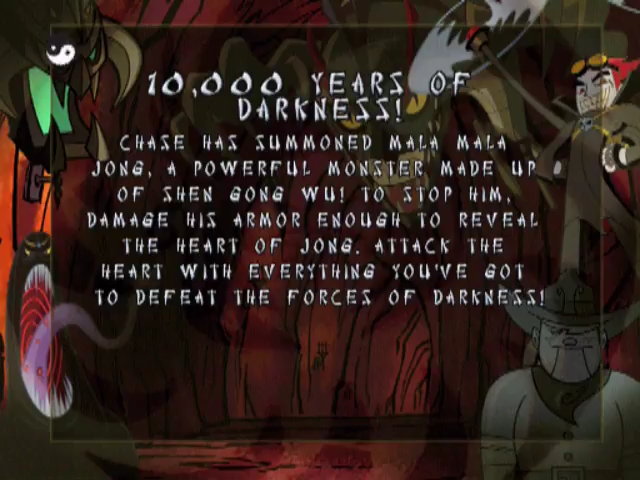 10,000 YEARS OF
DARKNESS!
CHASE HAS SUMMONED MALA MALA
JONG, A POWERFUL MONSTER MADE UP
OF SHEN GONG WU! TO STOP HIM,
DAMAGE HIS ARMOR ENOUGH TO REVEAL
THE HEART OF JONG. ATTACK THE
HEART WITH EVERYTHING YOU'VE GOT
TO DEFEAT THE FORCES OF DARKNESS!